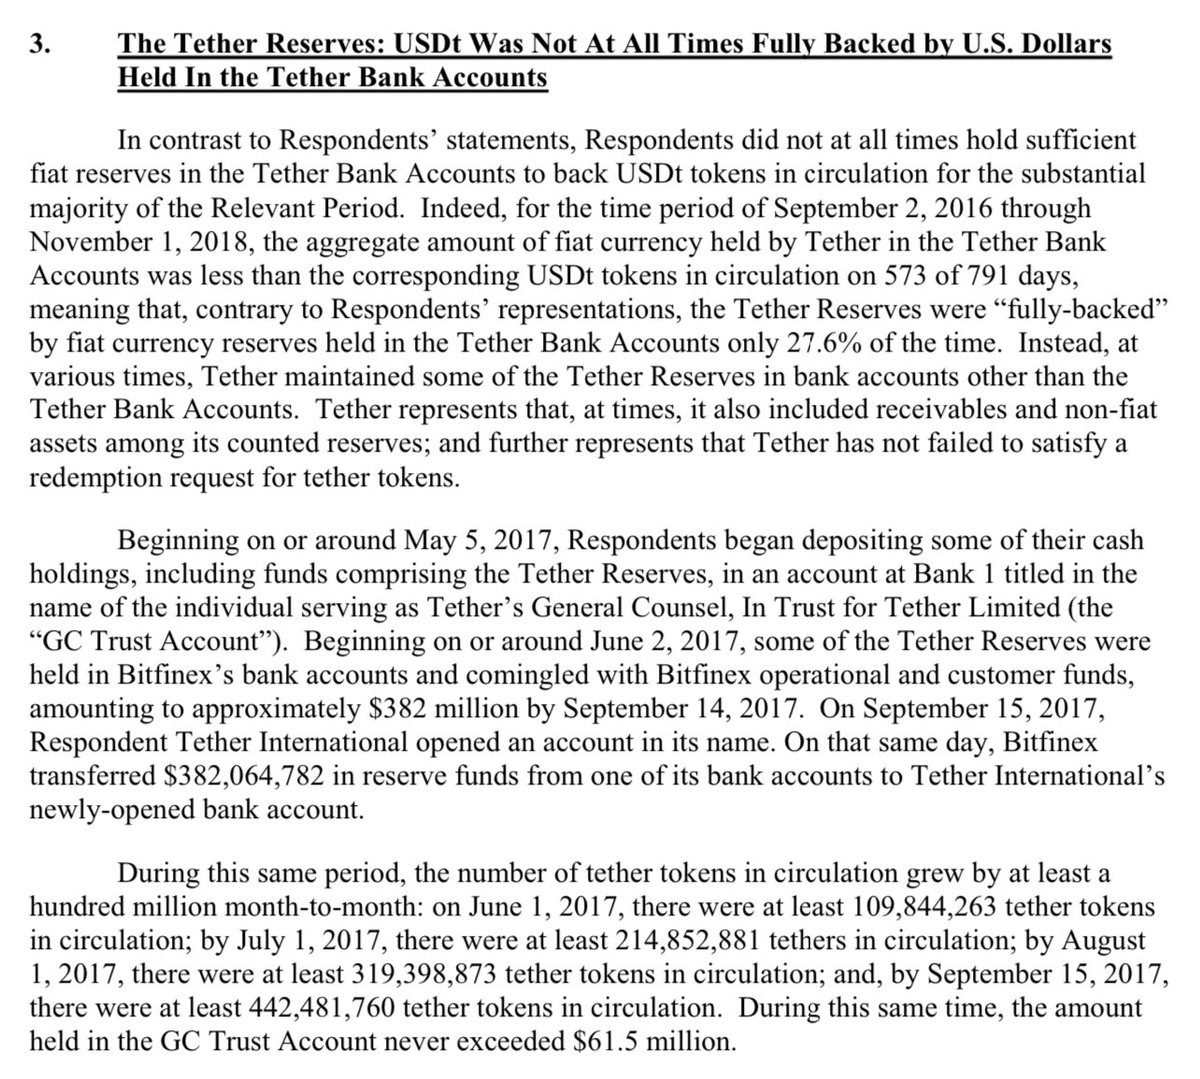 3. The Tether Reserves: USDt Was Not At All Times Fully Backed by U.S. Dollars
Held In the Tether Bank Accounts
In contrast to Respondents’ statements, Respondents did not at all times hold sufficient
fiat reserves in the Tether Bank Accounts to back USDt tokens in circulation for the substantial
majority of the Relevant Period.  Indeed, for the time period of September 2, 2016 through
November 1, 2018, the aggregate amount of fiat currency held by Tether in the Tether Bank
Accounts was less than the corresponding USDt tokens in circulation on 573 of 791 days,
meaning that, contrary to Respondents’ representations, the Tether Reserves were “fully-backed”
by fiat currency reserves held in the Tether Bank Accounts only 27.6% of the time.  Instead, at
various times, Tether maintained some of the Tether Reserves in bank accounts other than the
Tether Bank Accounts.  Tether represents that, at times, it also included receivables and non-fiat
assets among its counted reserves; and further represents that Tether has not failed to satisfy a
redemption request for tether tokens.
Beginning on or around May 5, 2017, Respondents began depositing some of their cash
holdings, including funds comprising the Tether Reserves, in an account at Bank 1 titled in the
name of the individual serving as Tether’s General Counsel, In Trust for Tether Limited (the
“GC Trust Account”).  Beginning on or around June 2, 2017, some of the Tether Reserves were
held in Bitfinex’s bank accounts and comingled with Bitfinex operational and customer funds,
amounting to approximately $382 million by September 14, 2017.  On September 15, 2017,
Respondent Tether International opened an account in its name. On that same day, Bitfinex
transferred $382,064,782 in reserve funds from one of its bank accounts to Tether International’s
newly-opened bank account.
During this same period, the number of tether tokens in circulation grew by at least a
hundred million month-to-month: on June 1, 2017, there were at least 109,844,263 tether tokens
in circulation; by July 1, 2017, there were at least 214,852,881 tethers in circulation; by August
1, 2017, there were at least 319,398,873 tether tokens in circulation; and, by September 15, 2017,
there were at least 442,481,760 tether tokens in circulation.  During this same time, the amount
held in the GC Trust Account never exceeded $61.5 million.